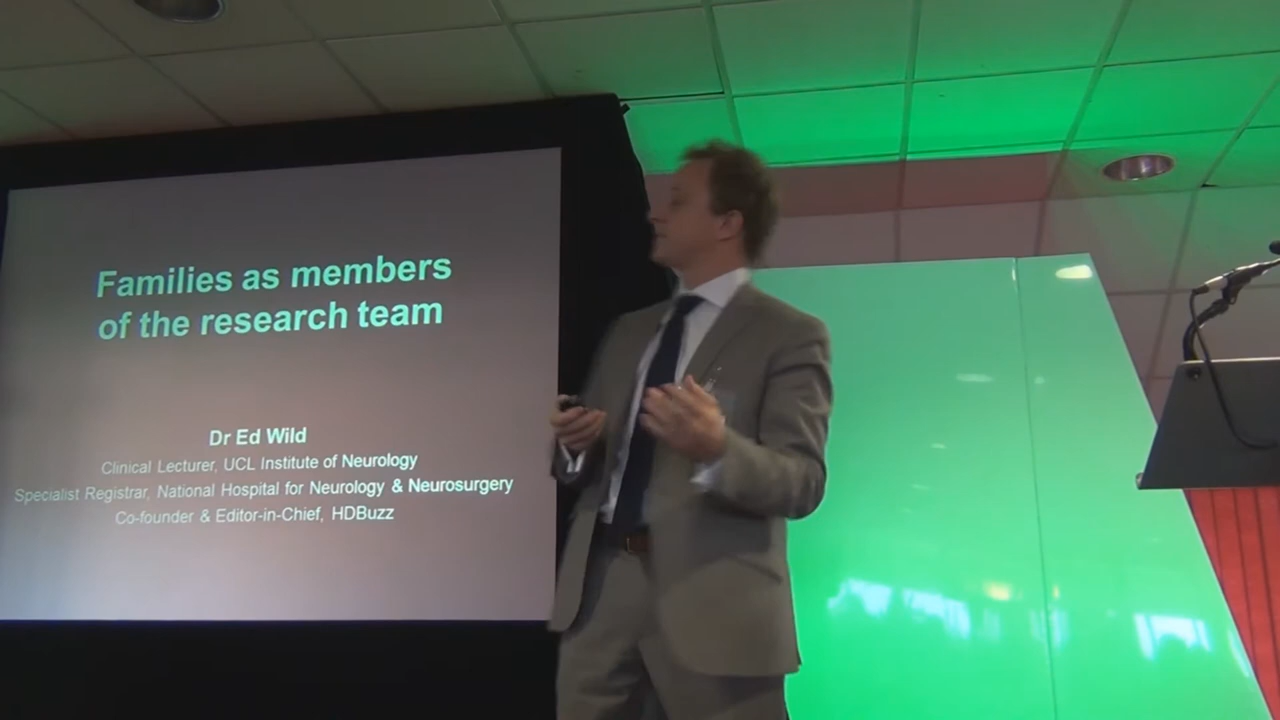 Families as members
of the research team
Dr Ed Wild
Clinical Lecturer, UCL Institute of Neurology
Specialist Registrar, National Hospital for Neurology & Neurosurgery
Co-founder & Editor-in-Chief, HDBuzz